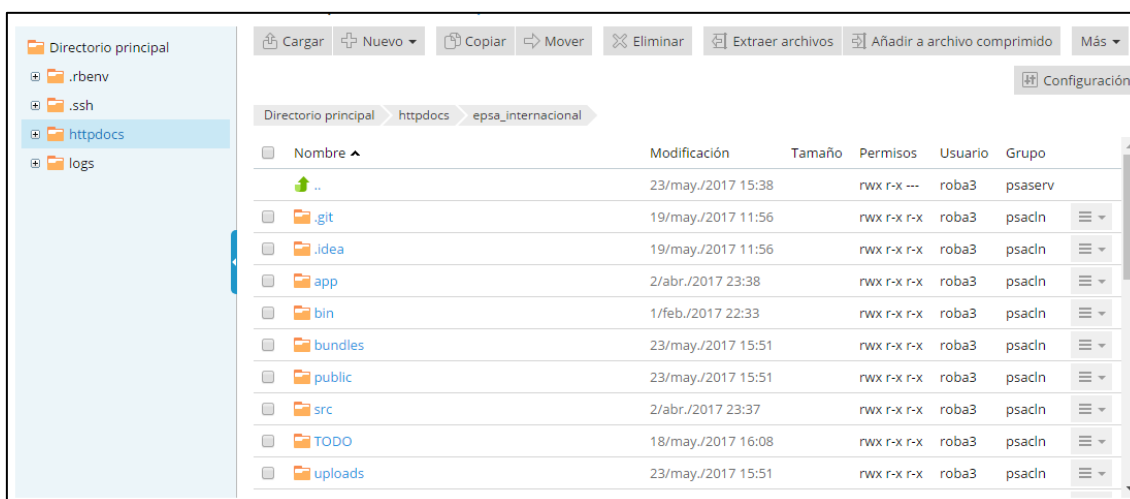 Directorio principal
.rbenv
.ssh
httpdocs
logs
Cargar Nuevo Copiar Mover Eliminar Extraer archivos Añadir a archivo comprimido Más
Configuración
Directorio principal httpdocs epsa_internacional
Nombre Modificación Tamaño Permisos Usuario Grupo
.. 23/may./2017 15:38 rwx r-x --- roba3 psaserv
.git 19/may./2017 11:56 rwx r-x r-x roba3 psacln
.idea 19/may./2017 11:56 rwx r-x r-x roba3 psacln
app 2/abr./2017 23:38 rwx r-x r-x roba3 psacln
bin 1/feb./2017 22:33 rwx r-x r-x roba3 psacln
bundles 23/may./2017 15:51 rwx r-x r-x roba3 psacln
public 23/may./2017 15:51 rwx r-x r-x roba3 psacln
src 2/abr./2017 23:37 rwx r-x r-x roba3 psacln
TODO 18/may./2017 16:08 rwx r-x r-x roba3 psacln
uploads 23/may./2017 15:51 rwx r-x r-x roba3 psacln